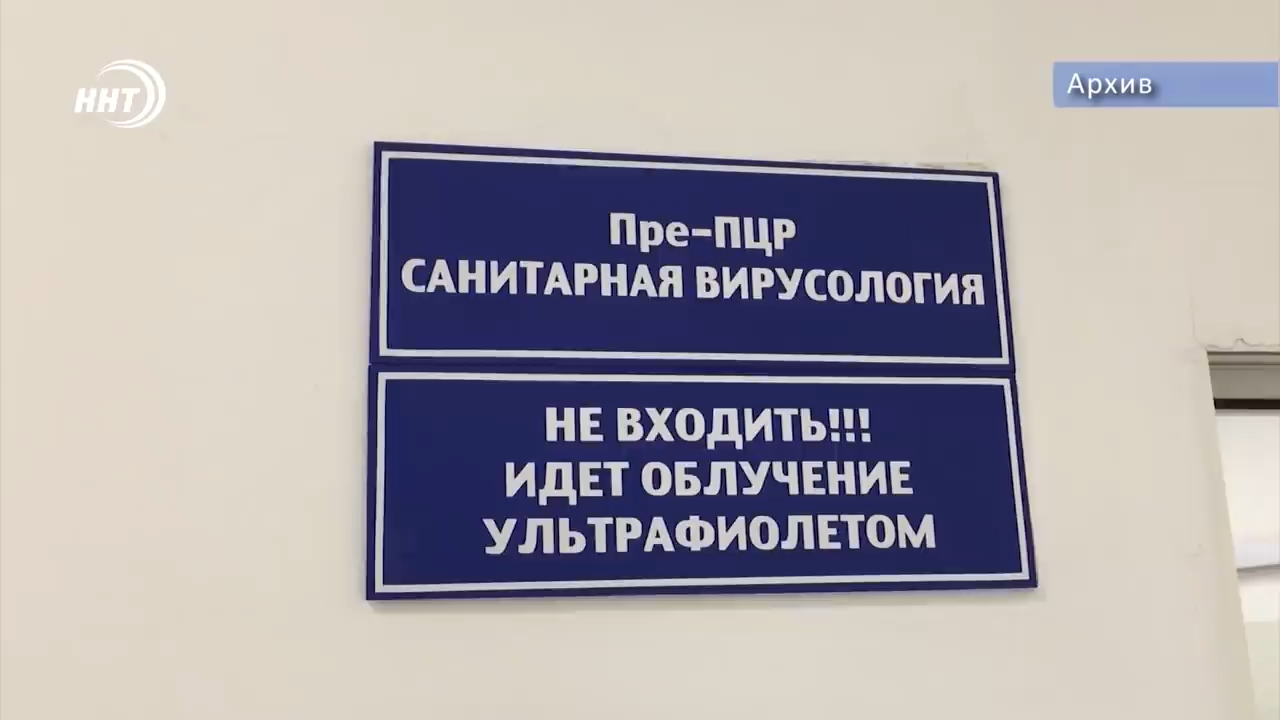 ННТ
Архив
Пре-ПЦР
САНИТАРНАЯ ВИРУСОЛОГИЯ
НЕ ВХОДИТЬ!!!
ИДЕТ ОБЛУЧЕНИЕ
УЛЬТРАФИОЛЕТОМ